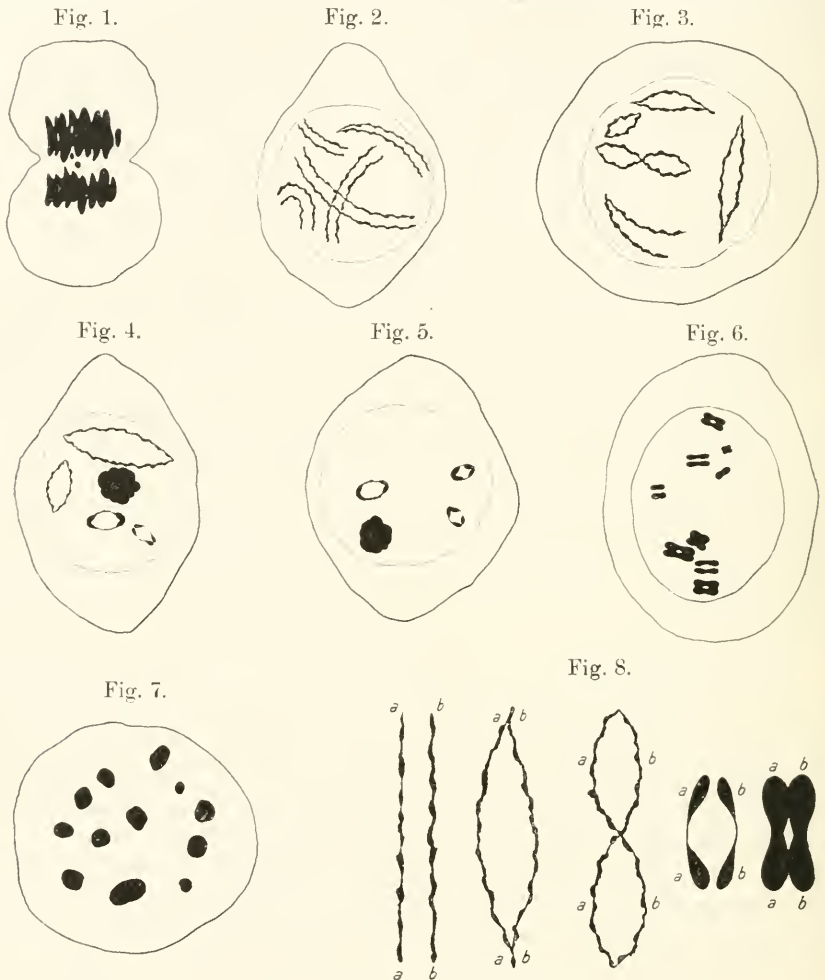 Fig. 1.
Fig. 2.
Fig. 3.
Fig. 4.
Fig. 5.
Fig. 6.
Fig. 7.
Fig. 8.
a b
a b
a b
a b
a b
a b
a b
a b
a b
a b